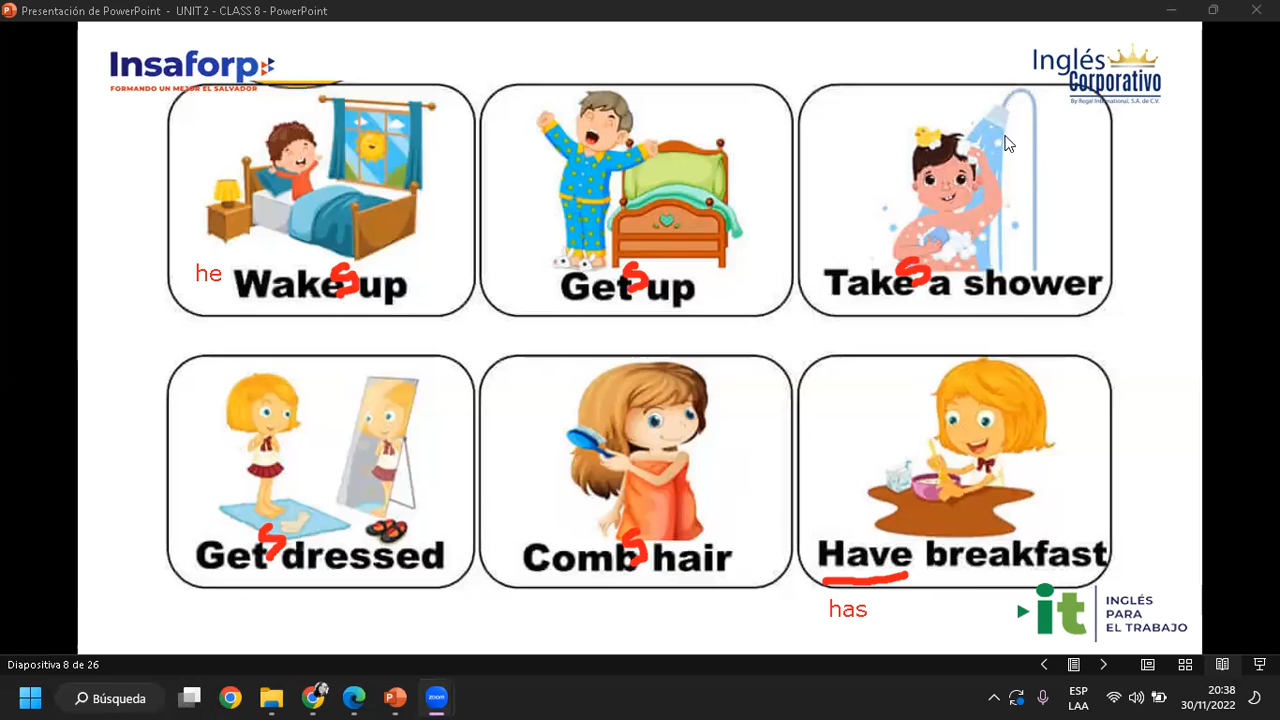 Presentación de PowerPoint - UNIT 2 - CLASS 8 - PowerPoint
Insaforp
FORMANDO UN MEJOR EL SALVADOR
Inglés
Corporativo
By Regal International, S.A. de C.V.
he Wake s up
Get s up
Take s a shower
Get s dressed
Comb s hair
Have breakfast
has
it INGLÉS
PARA
EL TRABAJO
Diapositiva 8 de 26
Búsqueda
zoom
ESP
LAA
20:38
30/11/2022